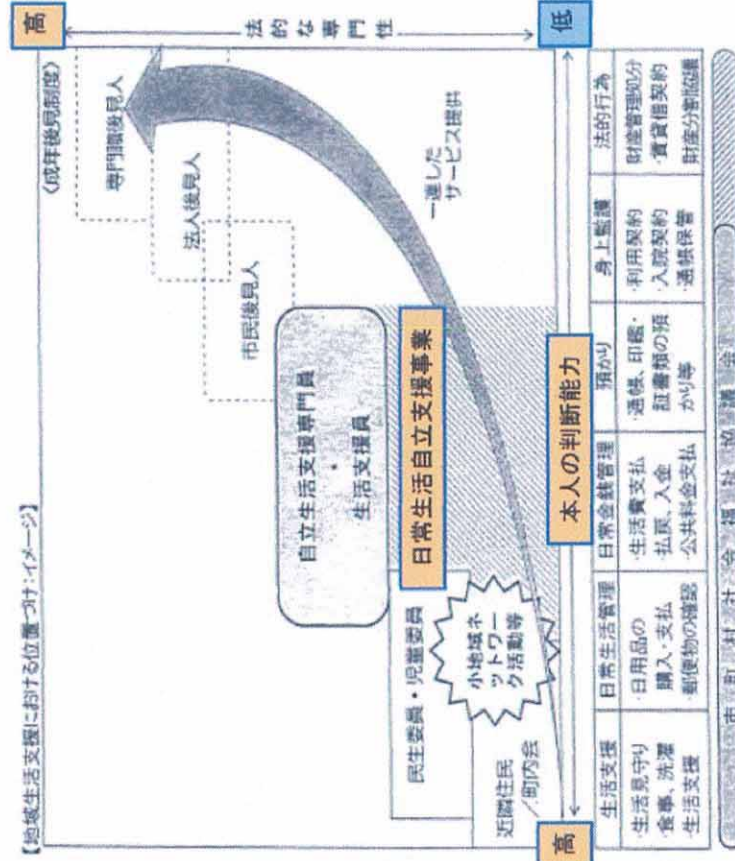 【地域生活支援における位置づけ:イメージ】
〈成年後見制度〉
高
法的な専門性
低
専門職後見人
法人後見人
市民後見人
自立生活支援専門員
・
生活支援員
日常生活自立支援事業
一連した
サービス提供
民生委員・児童委員
小地域ネ
ットワー
ク活動等
近隣住民
/町内会
高
本人の判断能力
生活支援
・生活見守り
・食事、洗濯
・生活支援
日常生活管理
・日用品の
購入・支払
・郵便物の確認
日常金銭管理
・生活費支払
・払戻、入金
・公共料金支払
預かり
・通帳、印鑑・
証書類の預
かり等
身上監護
・利用契約
・入院契約
・通帳保管
法的行為
・財産管理処分
・賃貸借契約
・財産分割協議
市町村社会福祉協議会